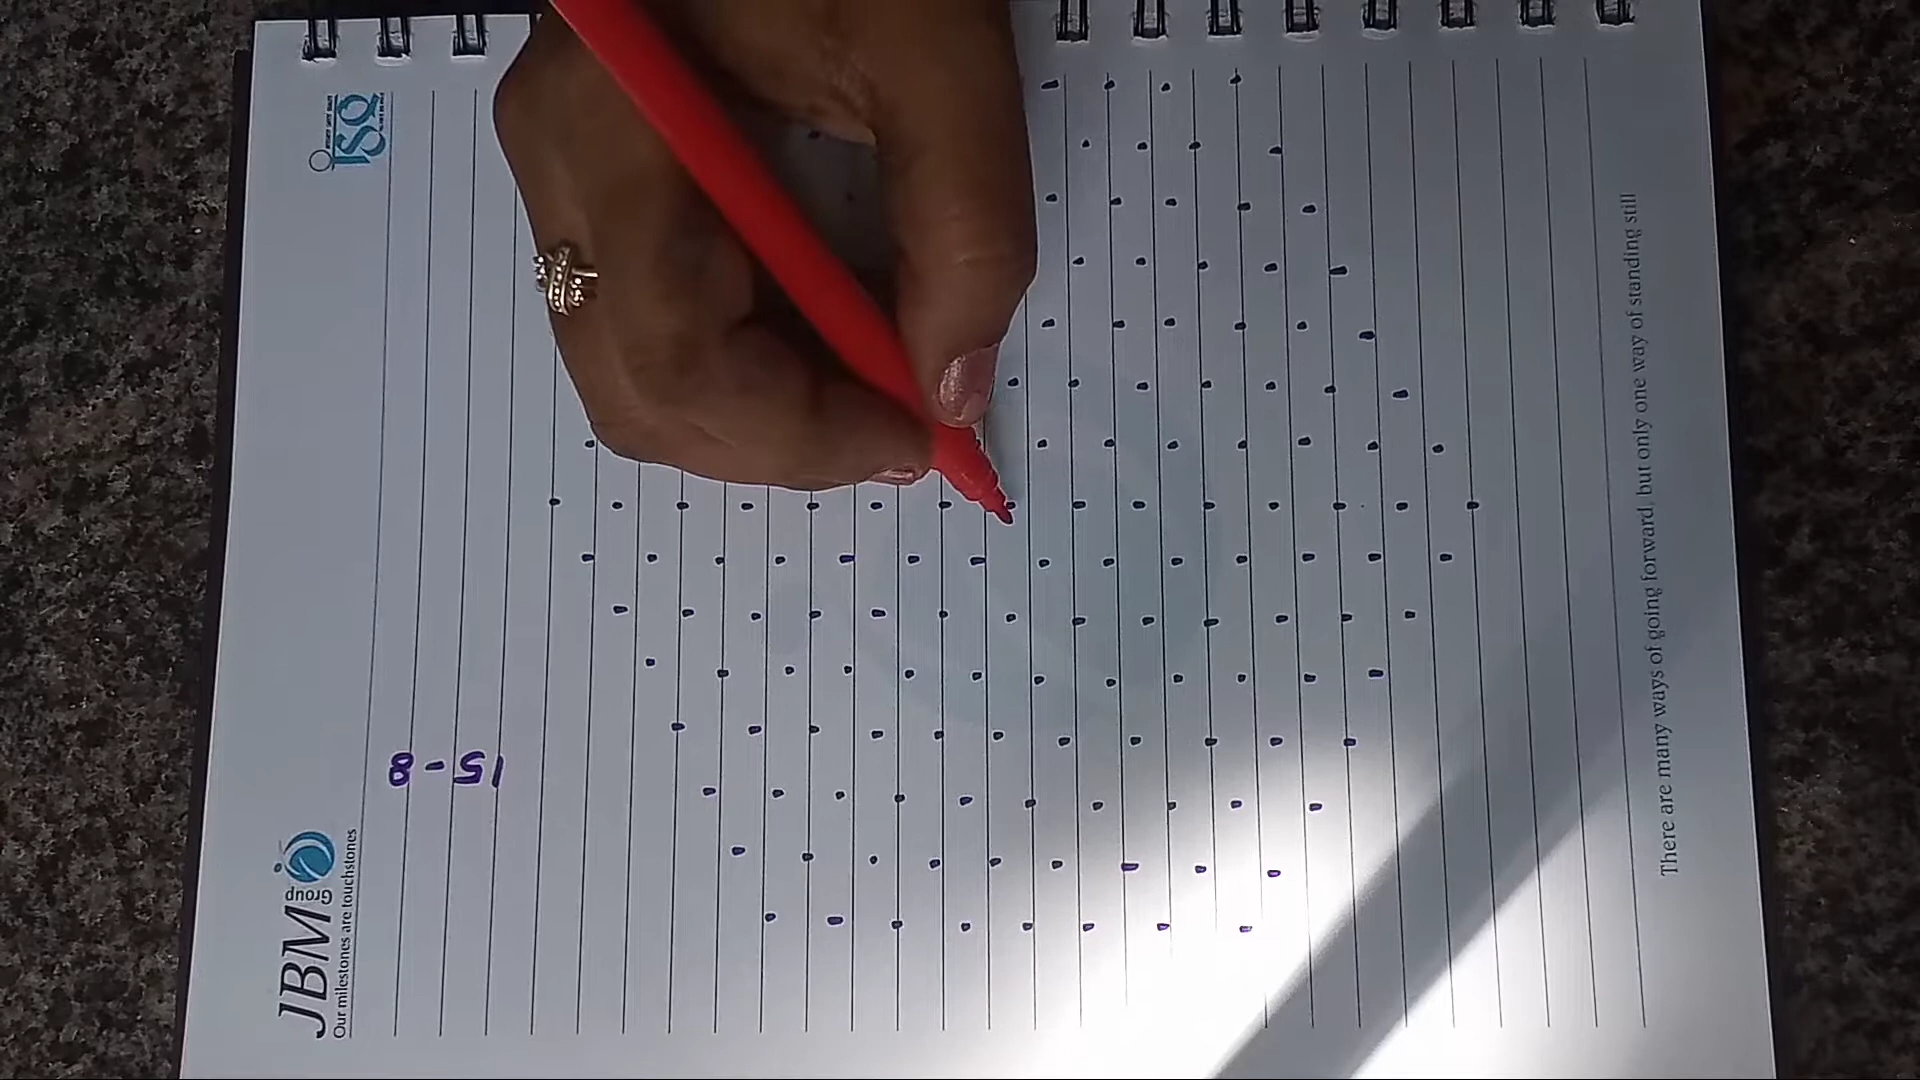 JBM Group
Our milestones are touchstones
15-8
There are many ways of going forward, but only one way of standing still